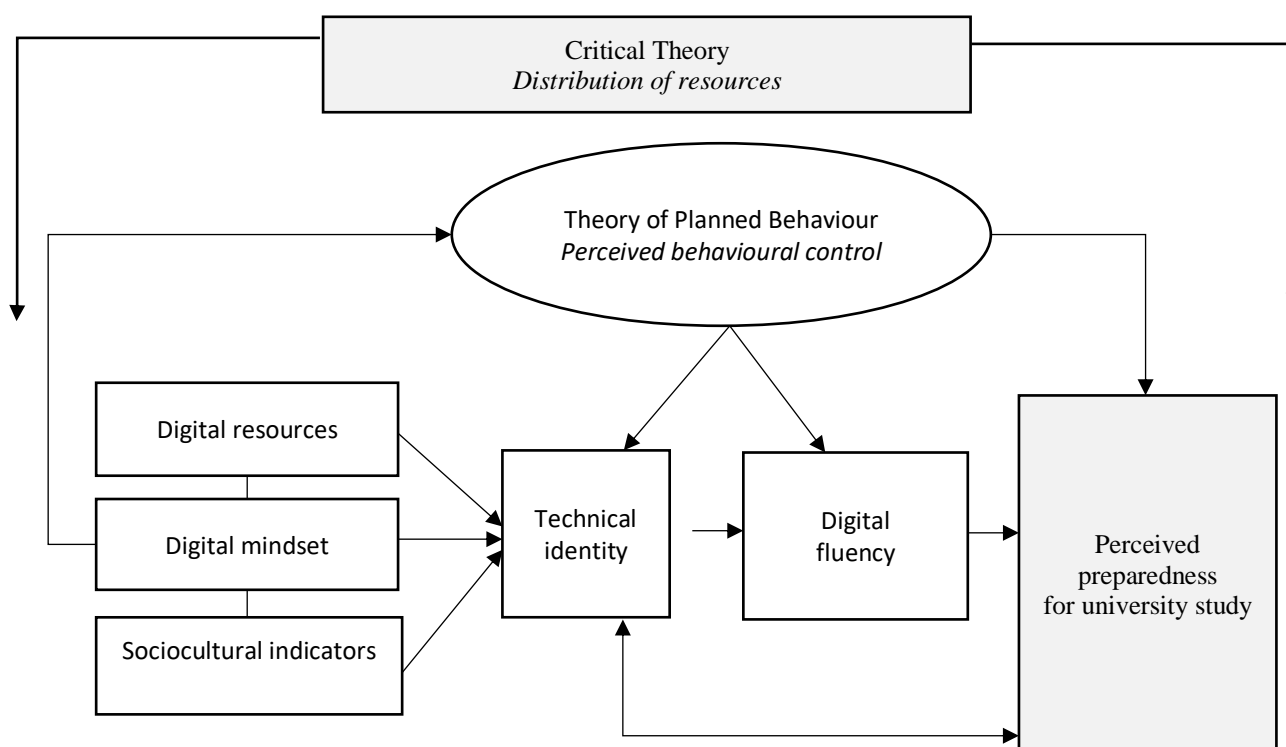 Critical Theory
Distribution of resources
Theory of Planned Behaviour
Perceived behavioural control
Digital resources
Digital mindset
Sociocultural indicators
Technical
identity
Digital
fluency
Perceived
preparedness
for university study